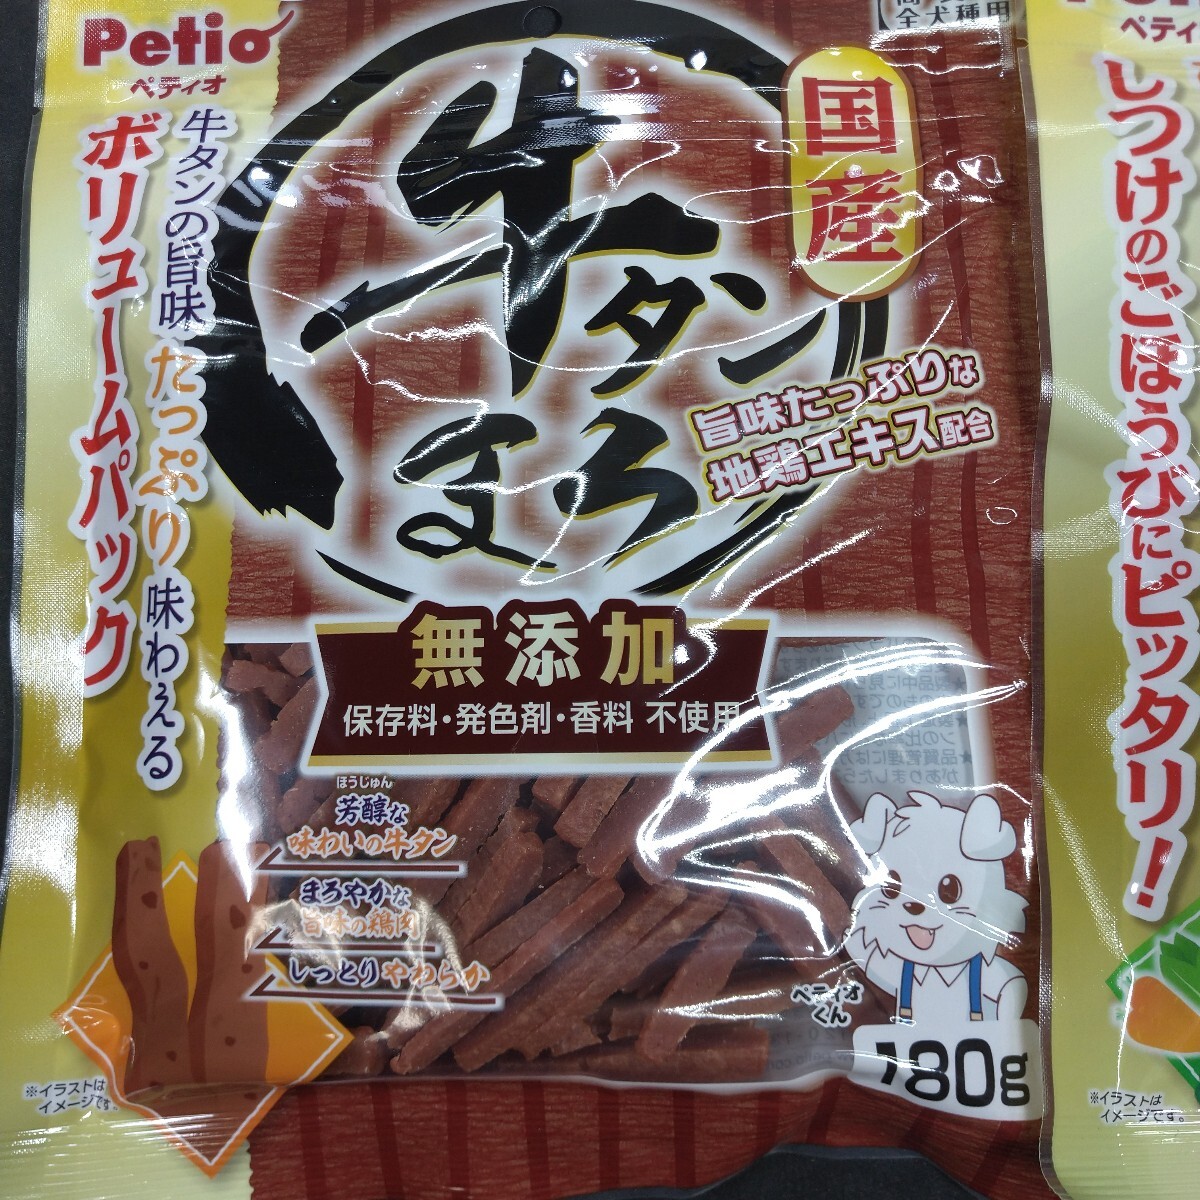 Petio
ペティオ
牛タンの旨味
たっぷり味わえる
ボリュームパック
牛タン
まろ
国産
全犬種用
旨味たっぷりな
地鶏エキス配合
無添加
保存料・発色剤・香料 不使用
ほうじゅん
芳醇な
味わいの牛タン
まろやかな
旨味の鶏肉
しっとりやわらか
※イラストは
イメージです。
ペティオ
くん
180g
しつけのごほうびにピッタリ!
※イラストは
イメージです。